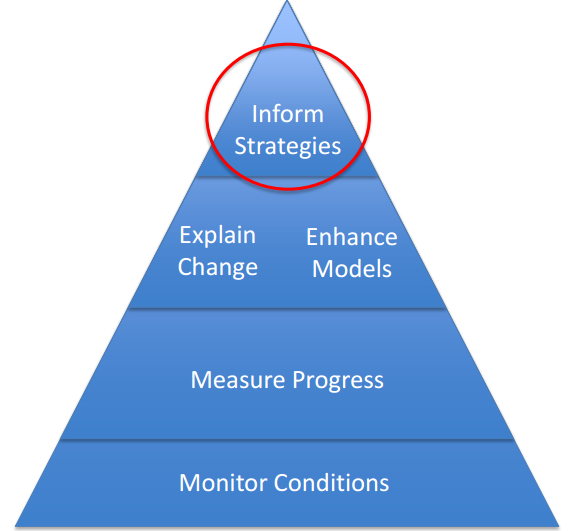 Inform
Strategies
Explain
Change
Enhance
Models
Measure Progress
Monitor Conditions